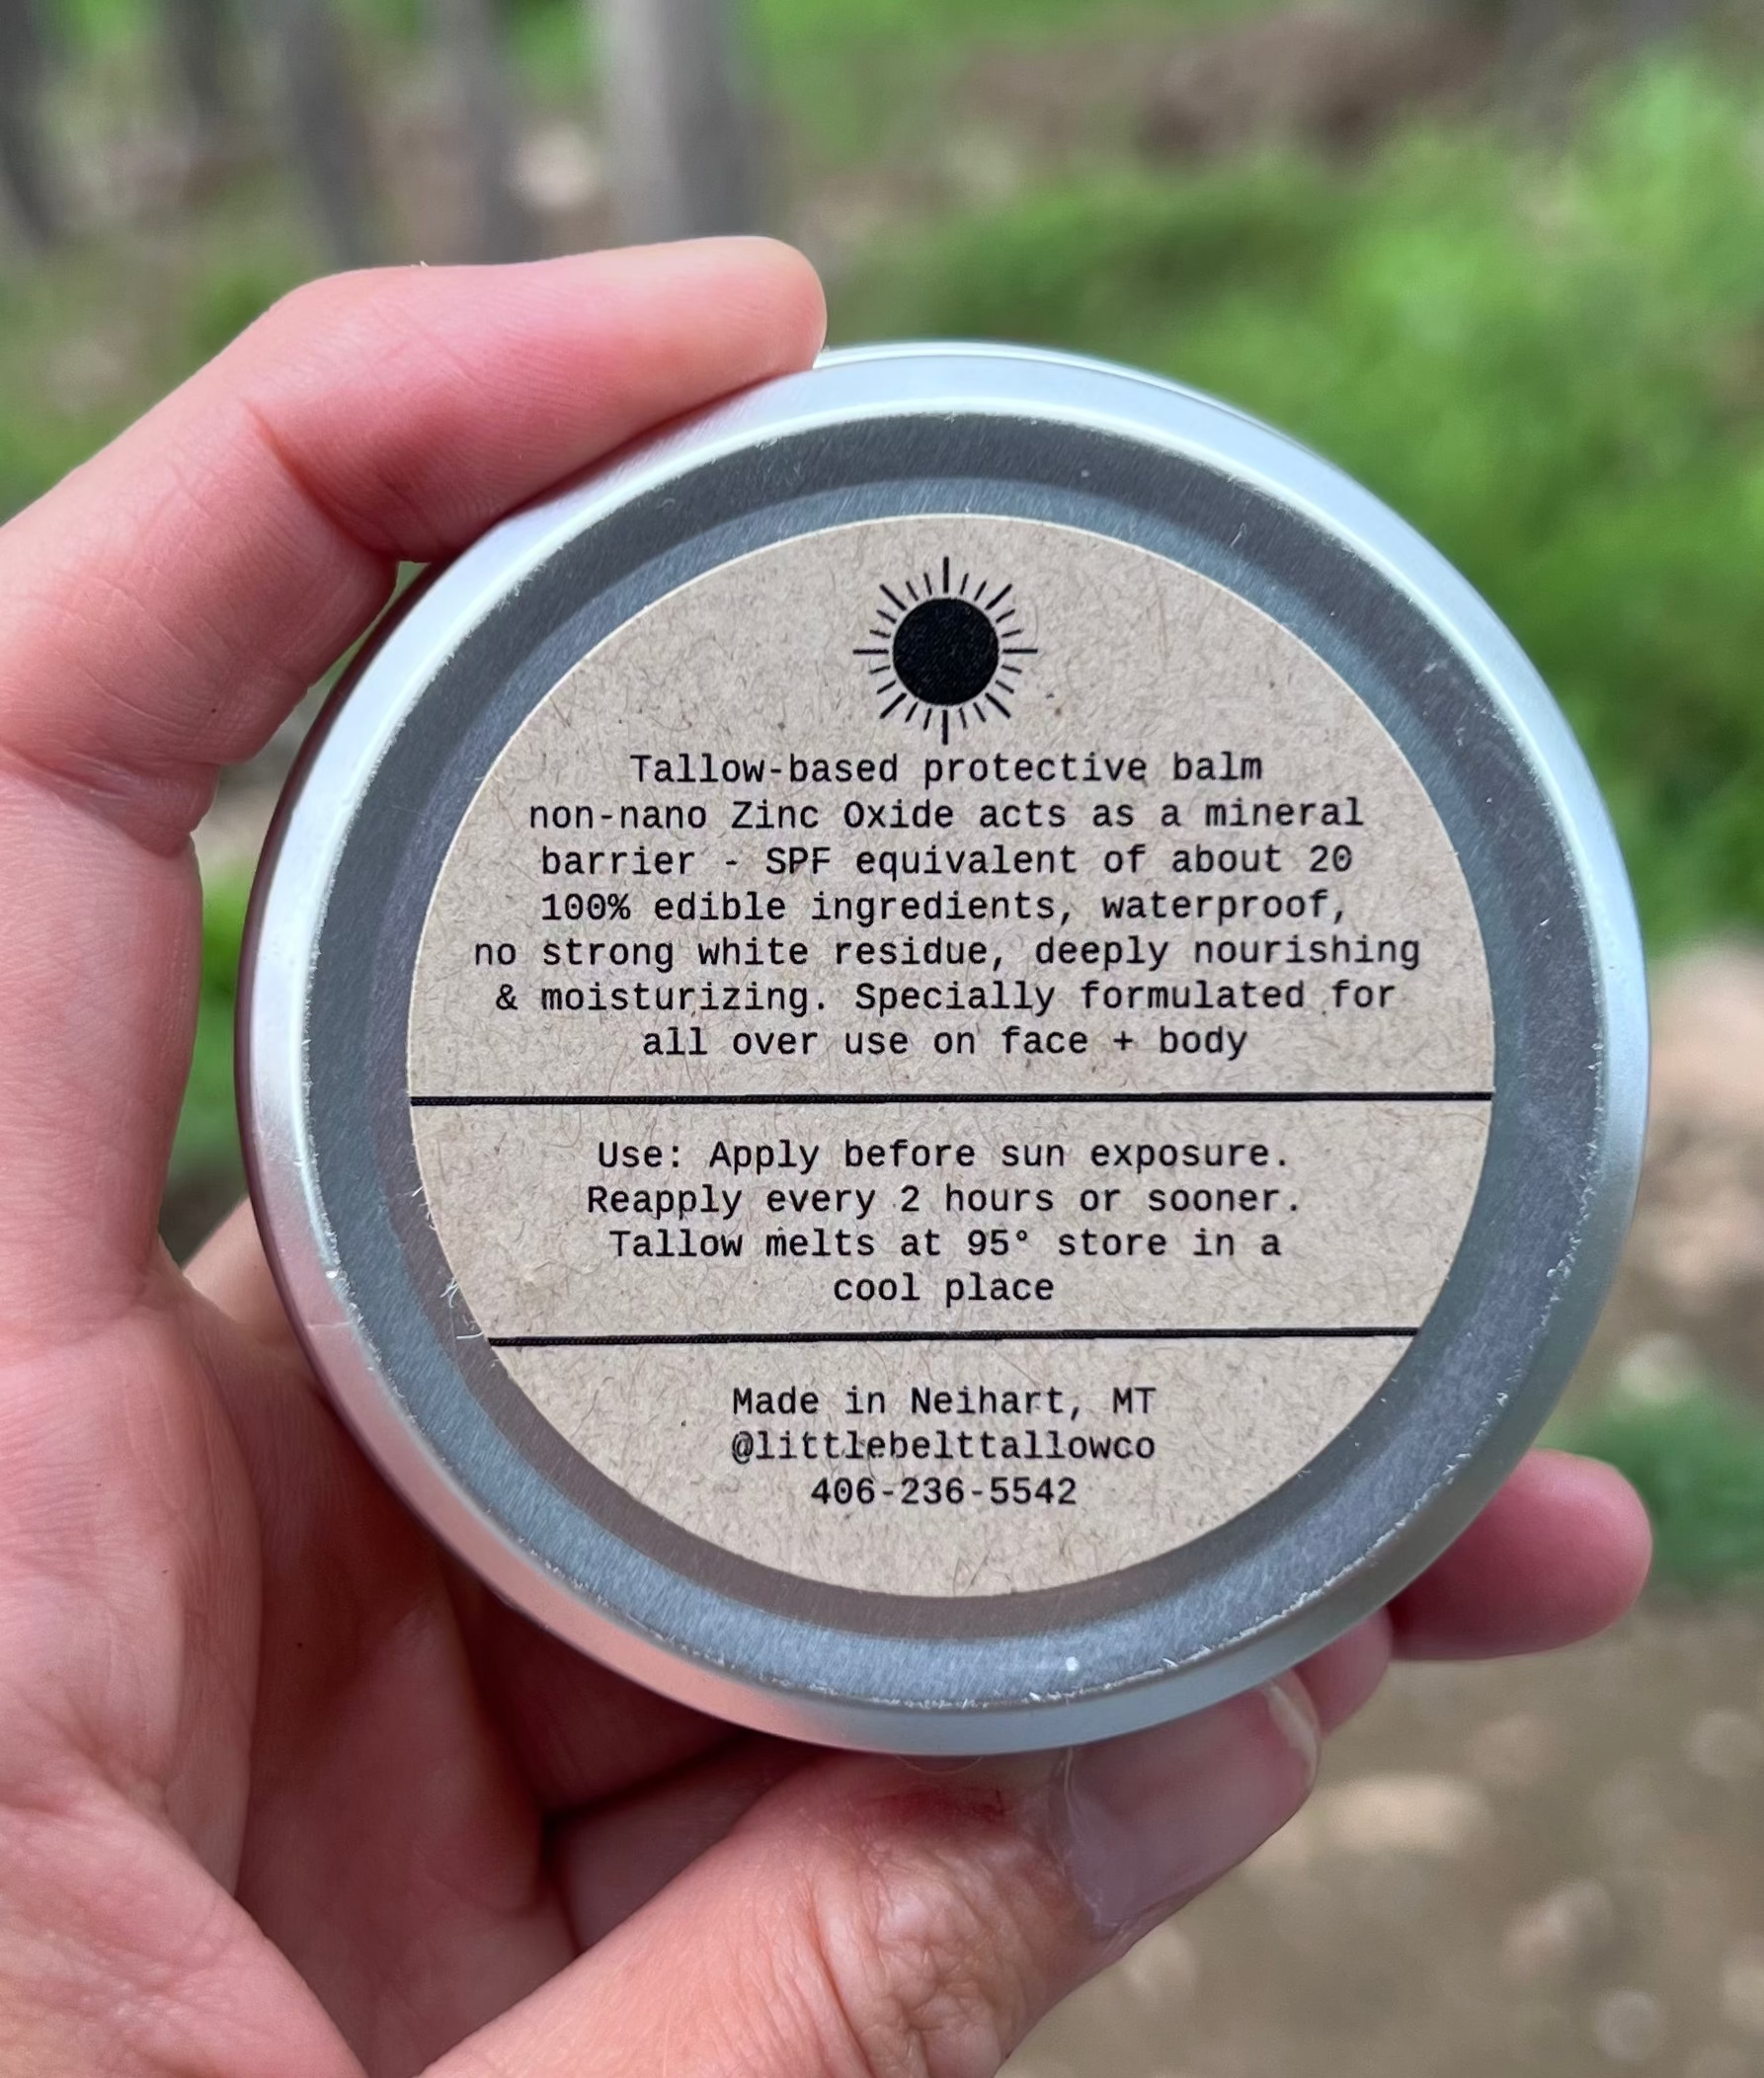 Tallow-based protective balm
non-nano Zinc Oxide acts as a mineral
barrier - SPF equivalent of about 20
100% edible ingredients, waterproof,
no strong white residue, deeply nourishing
& moisturizing. Specially formulated for
all over use on face + body
Use: Apply before sun exposure.
Reapply every 2 hours or sooner.
Tallow melts at 95° store in a
cool place
Made in Neihart, MT
@littlebelttallowco
406-236-5542